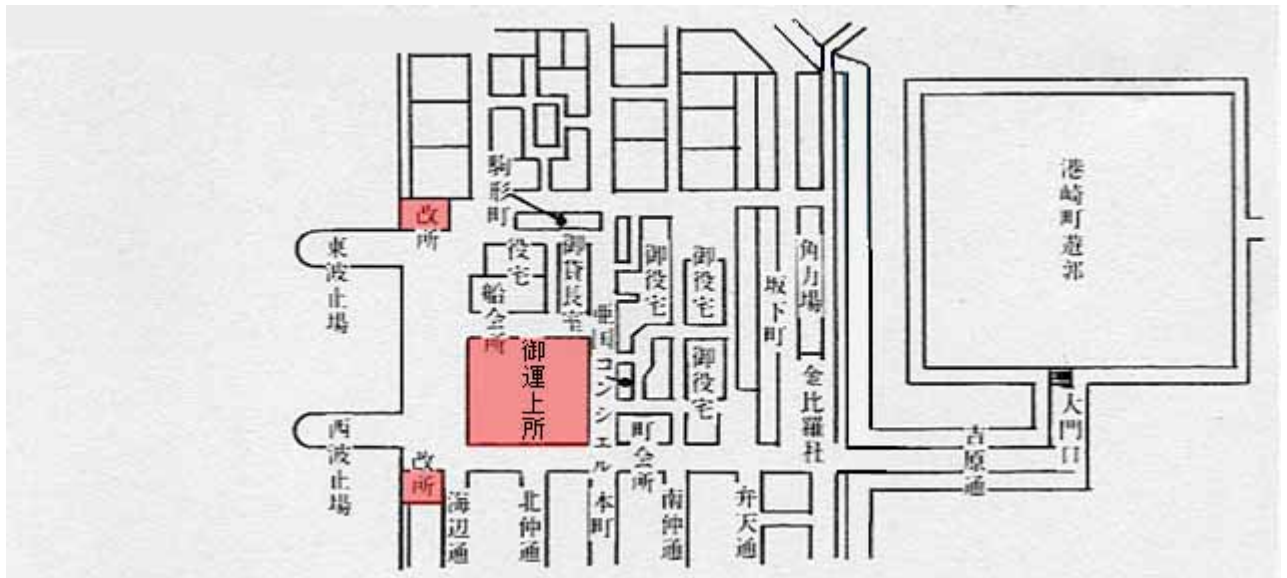 改所
東波止場
駒形町
役宅
船会所
御貸長宅
亜国コンシェル
御役宅
御役宅
御役宅
坂下町
角力場
金比羅社
港崎町遊郭
大門口
吉原通
御運上所
町会所
西波止場
改所
海辺通
北仲通
本町
南仲通
弁天通